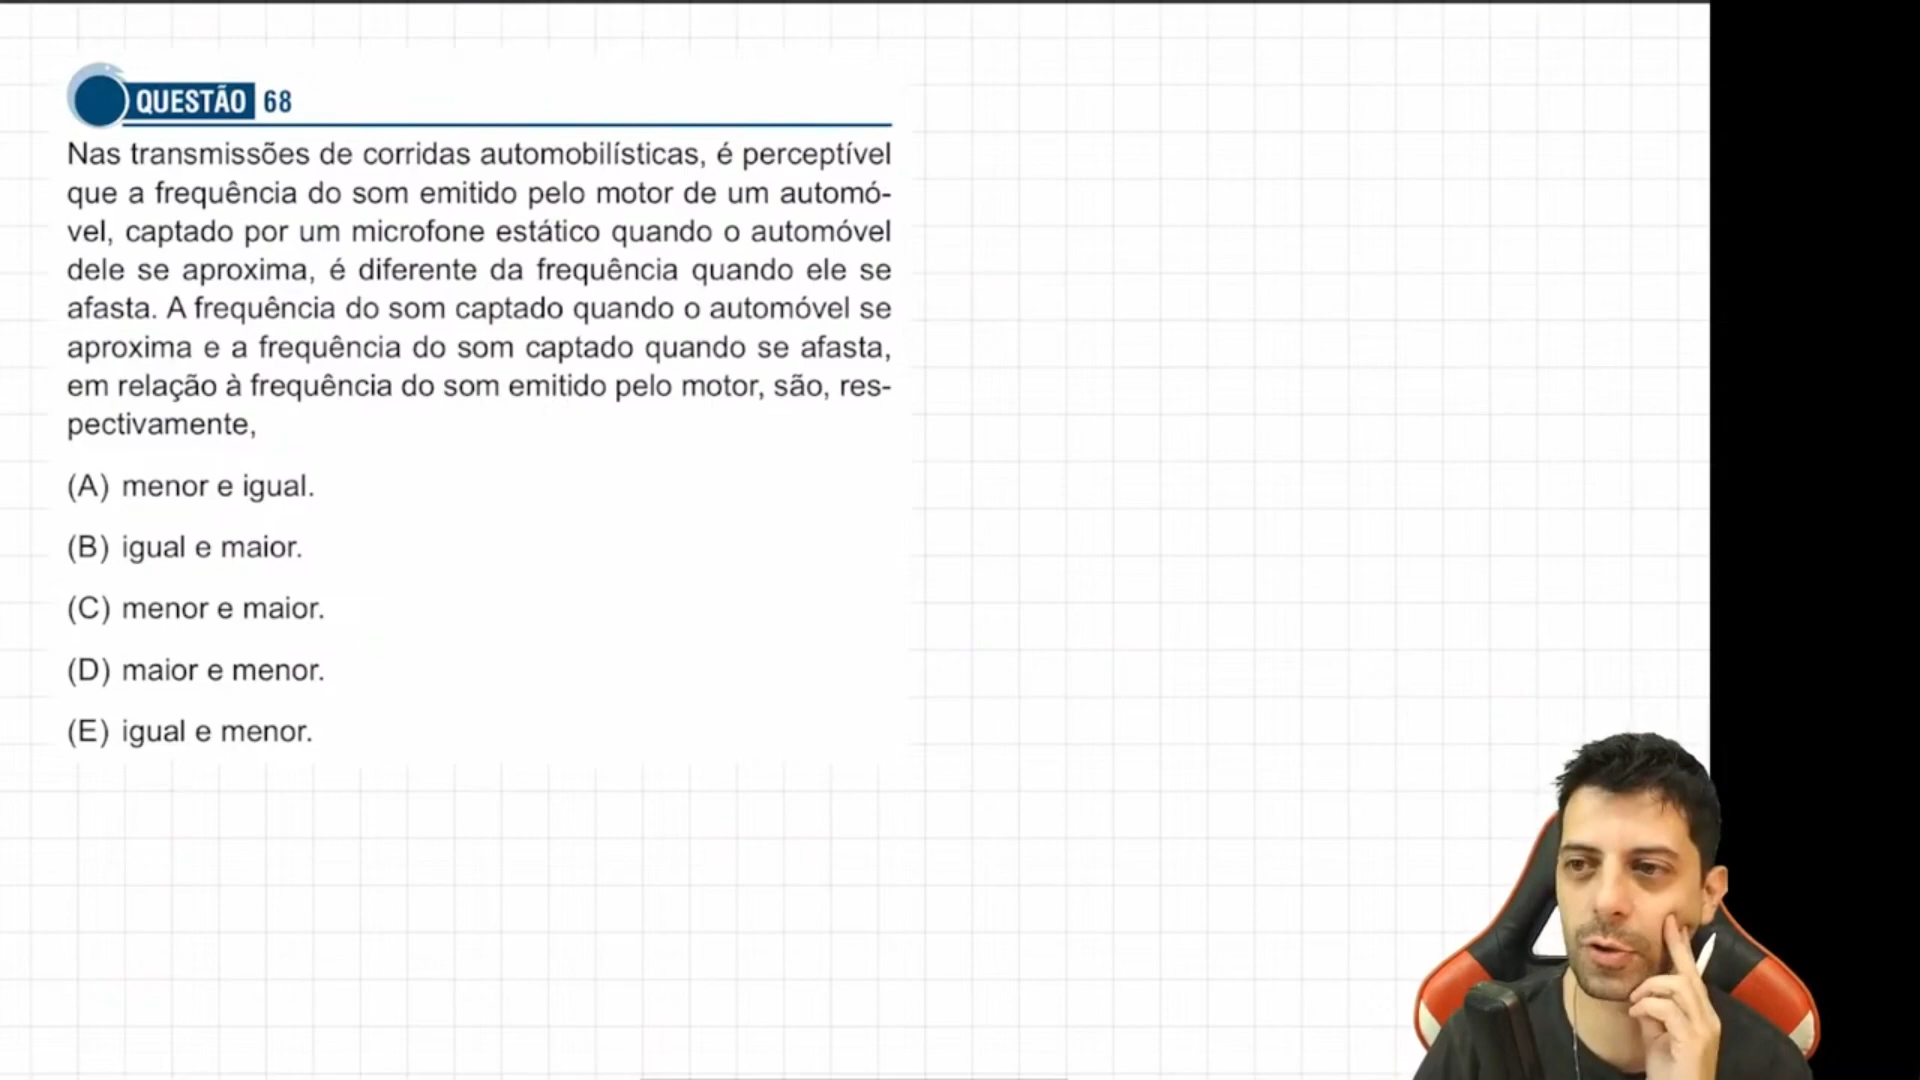 QUESTÃO 68
Nas transmissões de corridas automobilísticas, é perceptível
que a frequência do som emitido pelo motor de um automó-
vel, captado por um microfone estático quando o automóvel
dele se aproxima, é diferente da frequência quando ele se
afasta. A frequência do som captado quando o automóvel se
aproxima e a frequência do som captado quando se afasta,
em relação à frequência do som emitido pelo motor, são, res-
pectivamente,
(A) menor e igual.
(B) igual e maior.
(C) menor e maior.
(D) maior e menor.
(E) igual e menor.